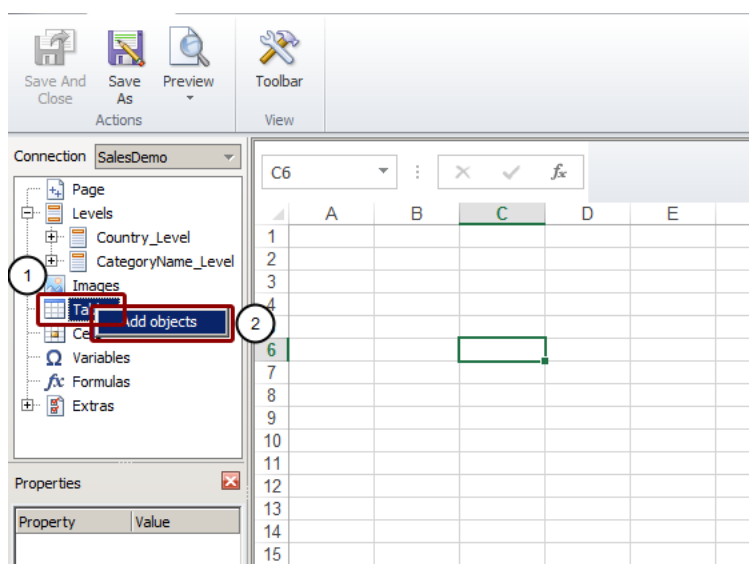 Save And Close
Save As
Preview
Toolbar
Actions
View
Connection SalesDemo
Page
Levels
Country_Level
CategoryName_Level
1
Images
Add objects
2
Variables
Formulas
Extras
Properties
Property Value
C6
fx
A B C D E
1
2
3
4
6
7
8
9
10
11
12
13
14
15